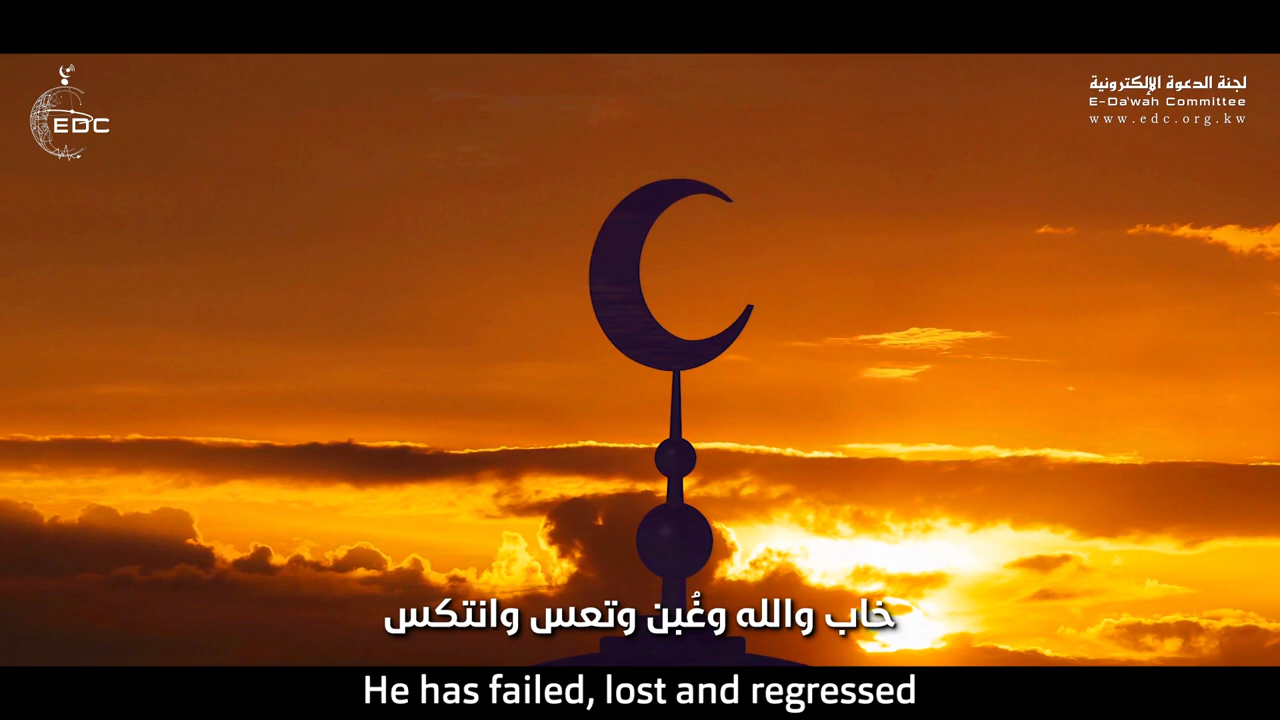 EDC
لجنة الدعوة الإلكترونية
E-Da'wah Committee
www.edc.org.kw
خاب والله وغُبن وتعس وانتكس
He has failed, lost and regressed